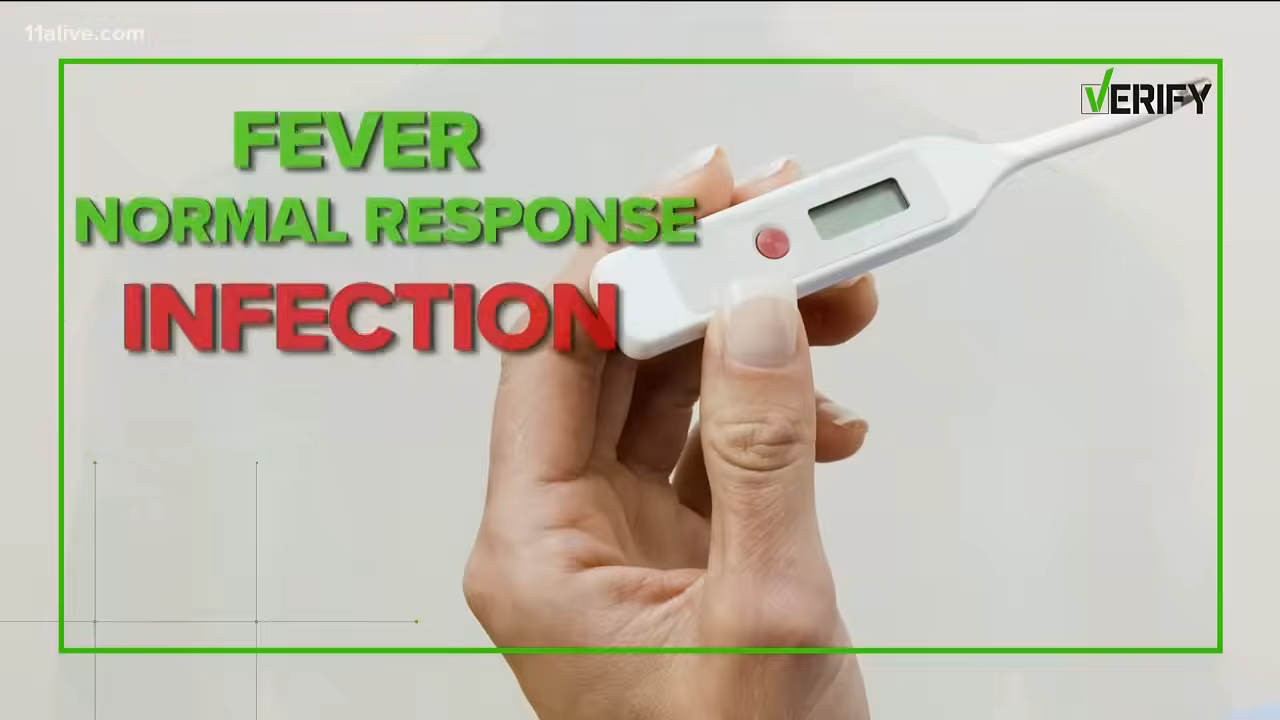 11alive.com
VERIFY
FEVER
NORMAL RESPONSE
INFECTION